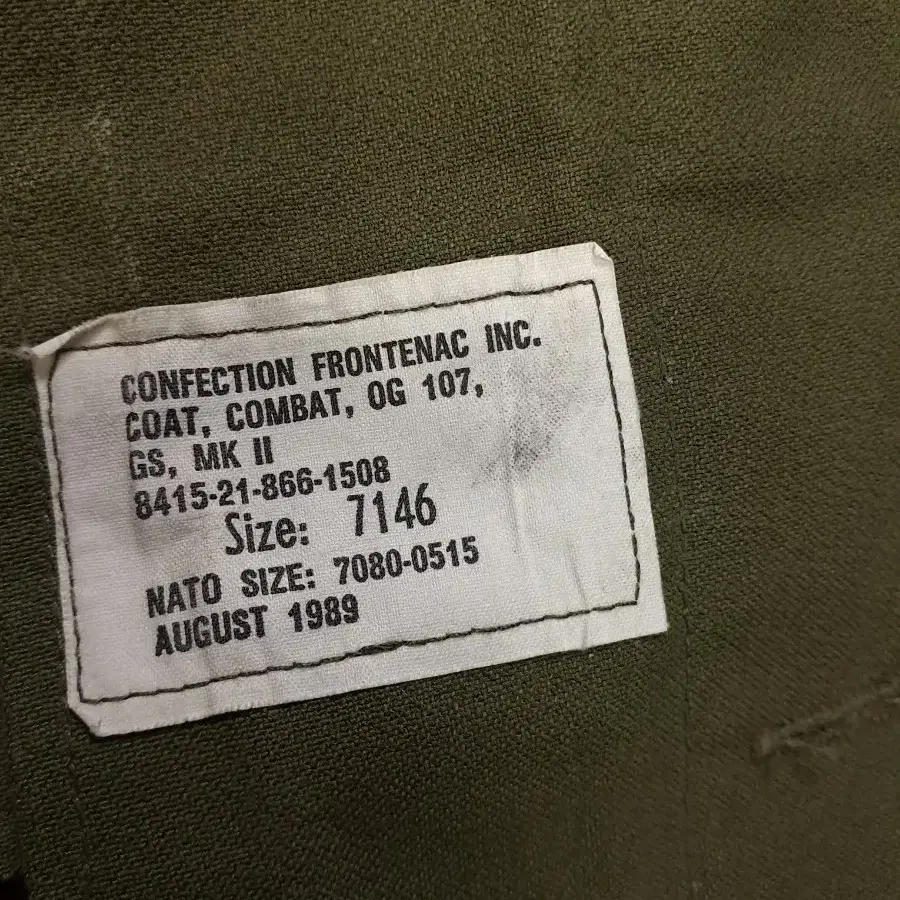 CONFECTION FRONTENAC INC.
COAT, COMBAT, OG 107,
GS, MK II
8415-21-866-1508
Size: 7146
NATO SIZE: 7080-0515
AUGUST 1989